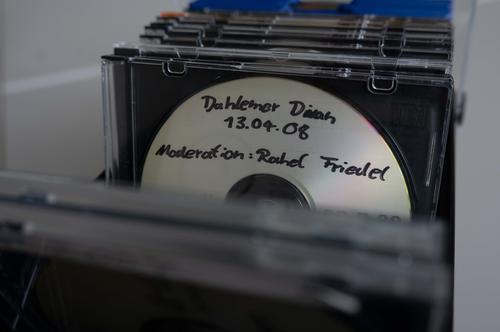 Dahlemer Diwan
13.04.08
Moderation: Rahel Friedel